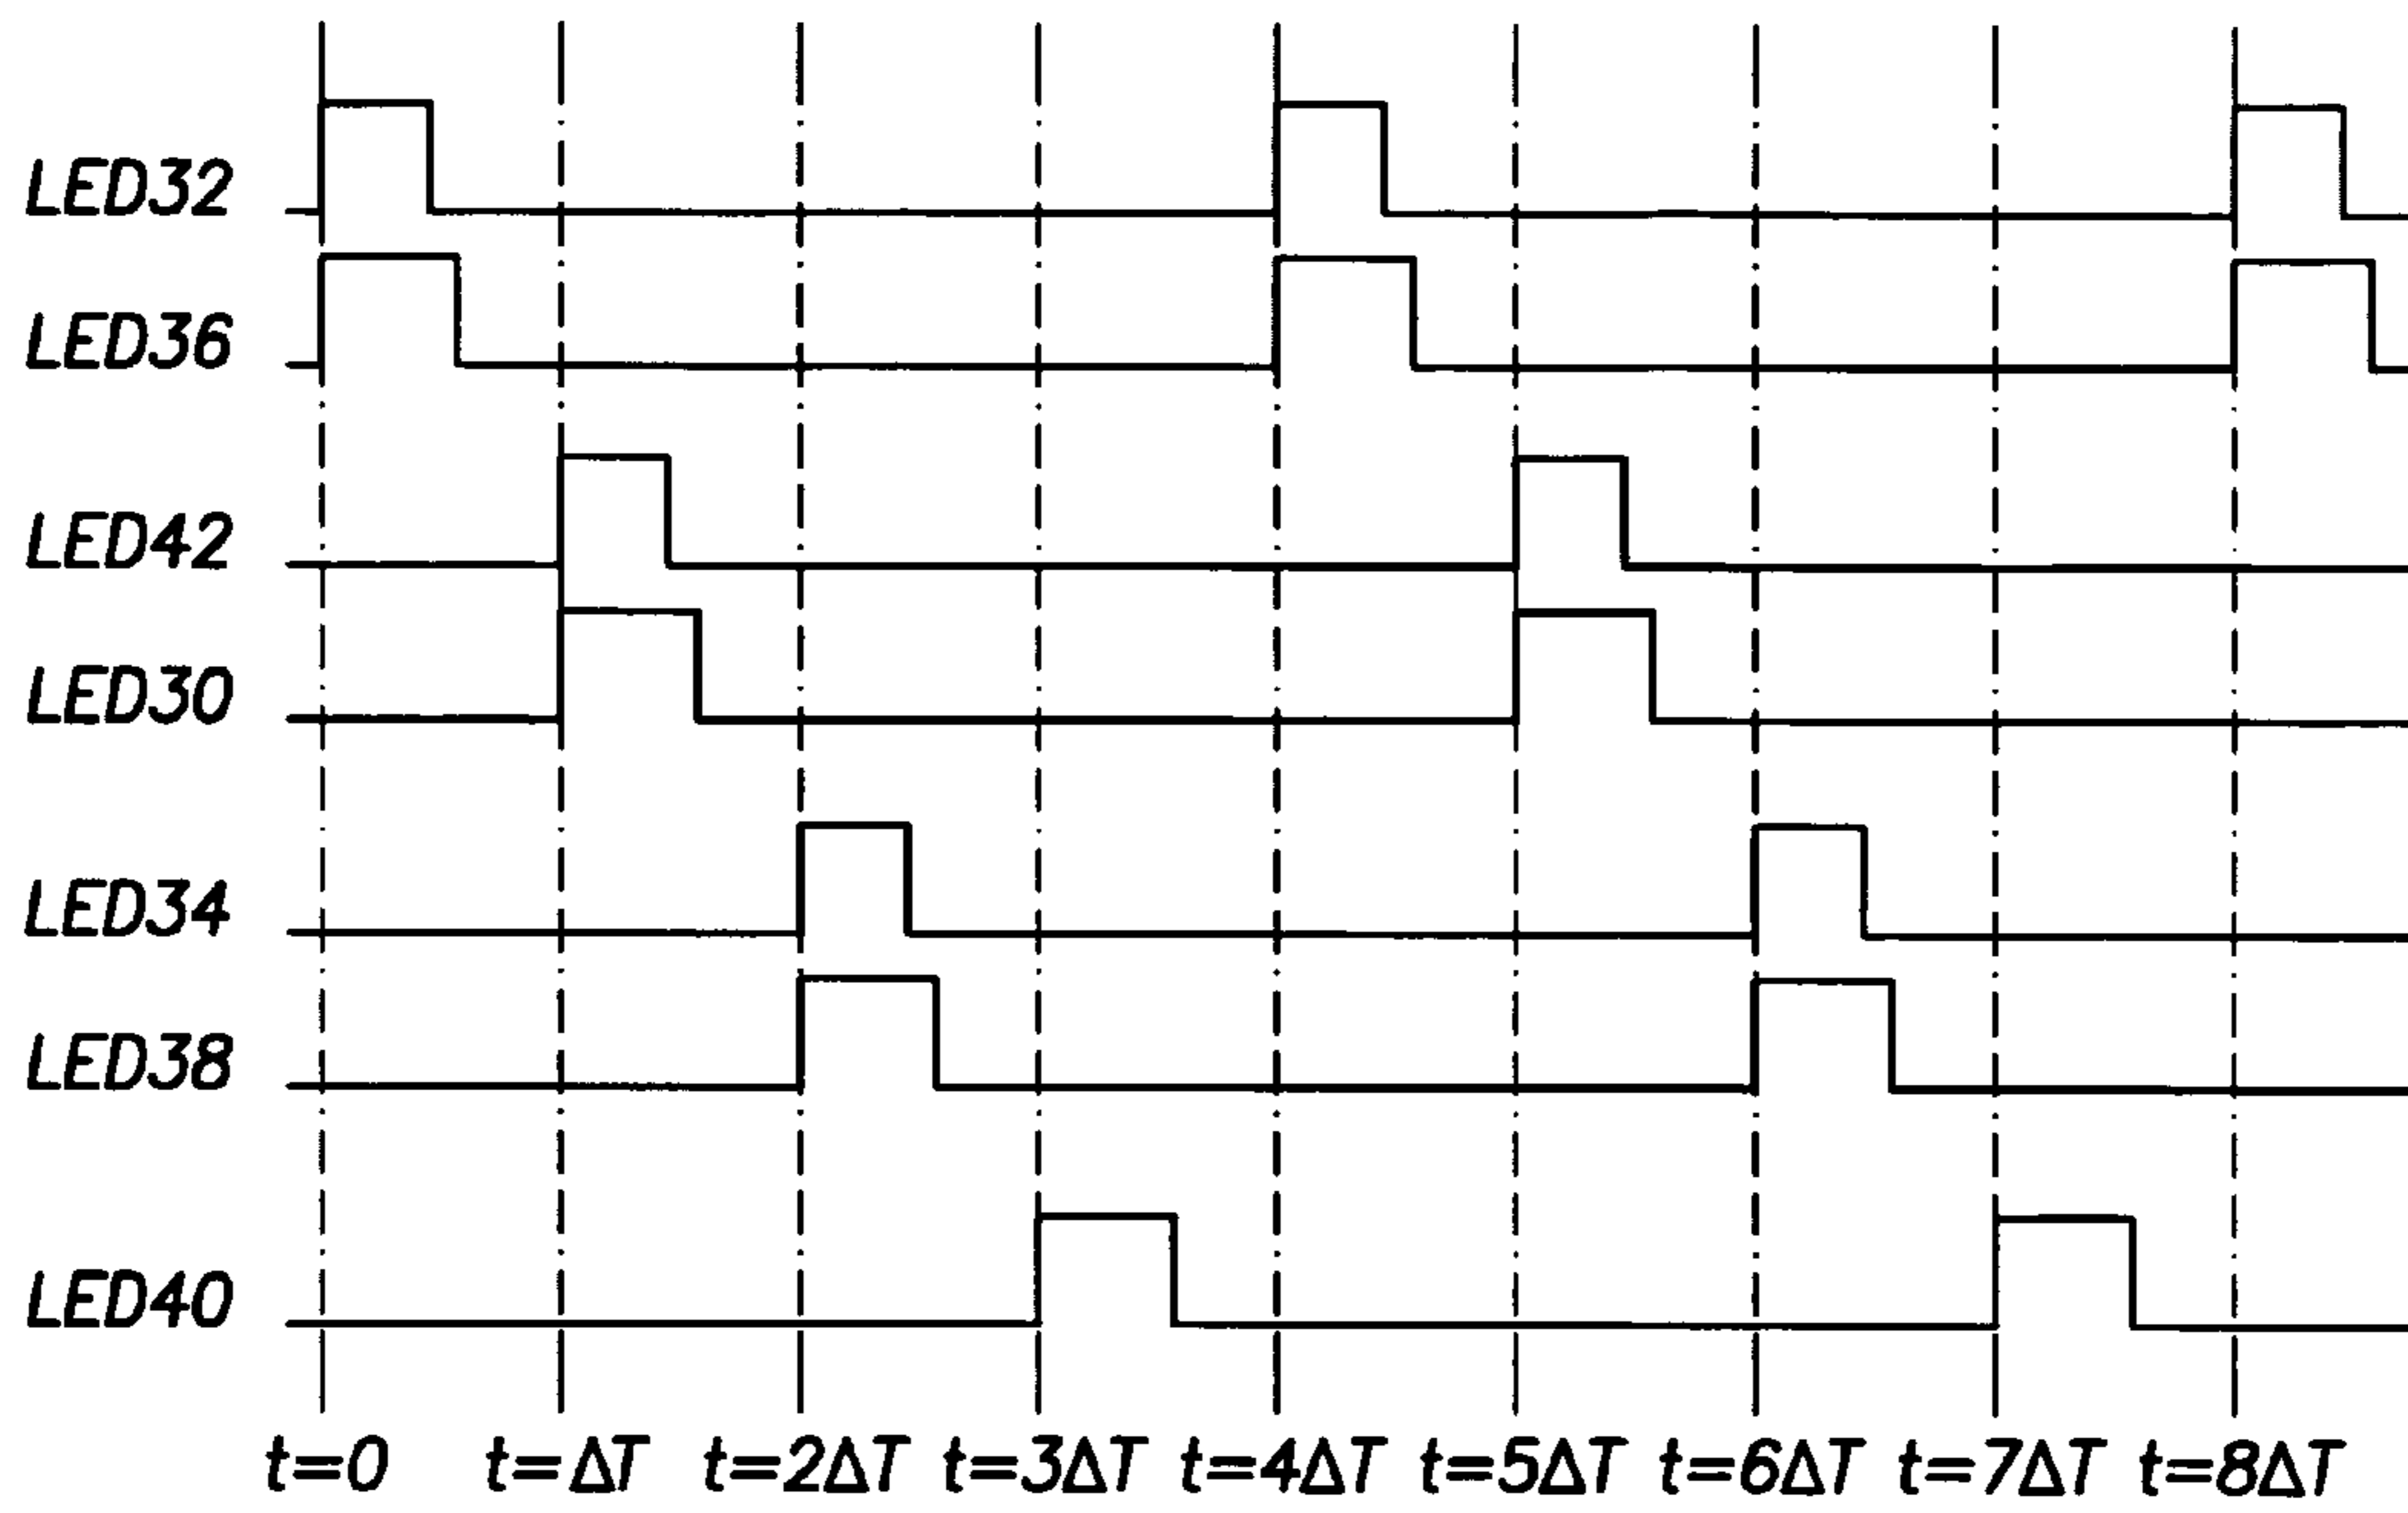 LED32
LED36
LED42
LED30
LED34
LED38
LED40
t=0 t=ΔT t=2ΔT t=3ΔT t=4ΔT t=5ΔT t=6ΔT t=7ΔT t=8ΔT